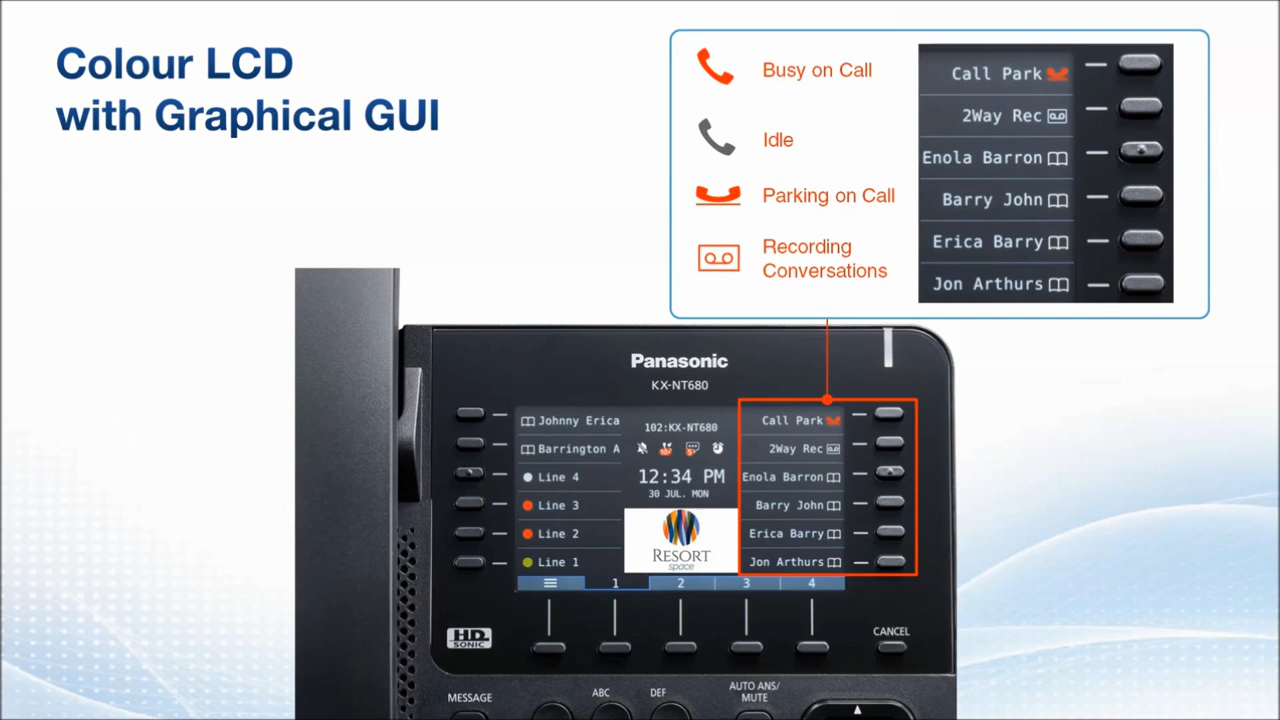 Colour LCD
with Graphical GUI
Busy on Call
Idle
Parking on Call
Recording
Conversations
Call Park
2Way Rec
Enola Barron
Barry John
Erica Barry
Jon Arthurs
Panasonic
KX-NT680
Johnny Erica
Barrington A
Line 4
Line 3
Line 2
Line 1
102:KX-NT680
12:34 PM
30 JUL. MON
RESORT
space
Call Park
2Way Rec
Enola Barron
Barry John
Erica Barry
Jon Arthurs
1 2 3 4
HD
SONIC
CANCEL
MESSAGE
ABC
DEF
AUTO ANS/
MUTE